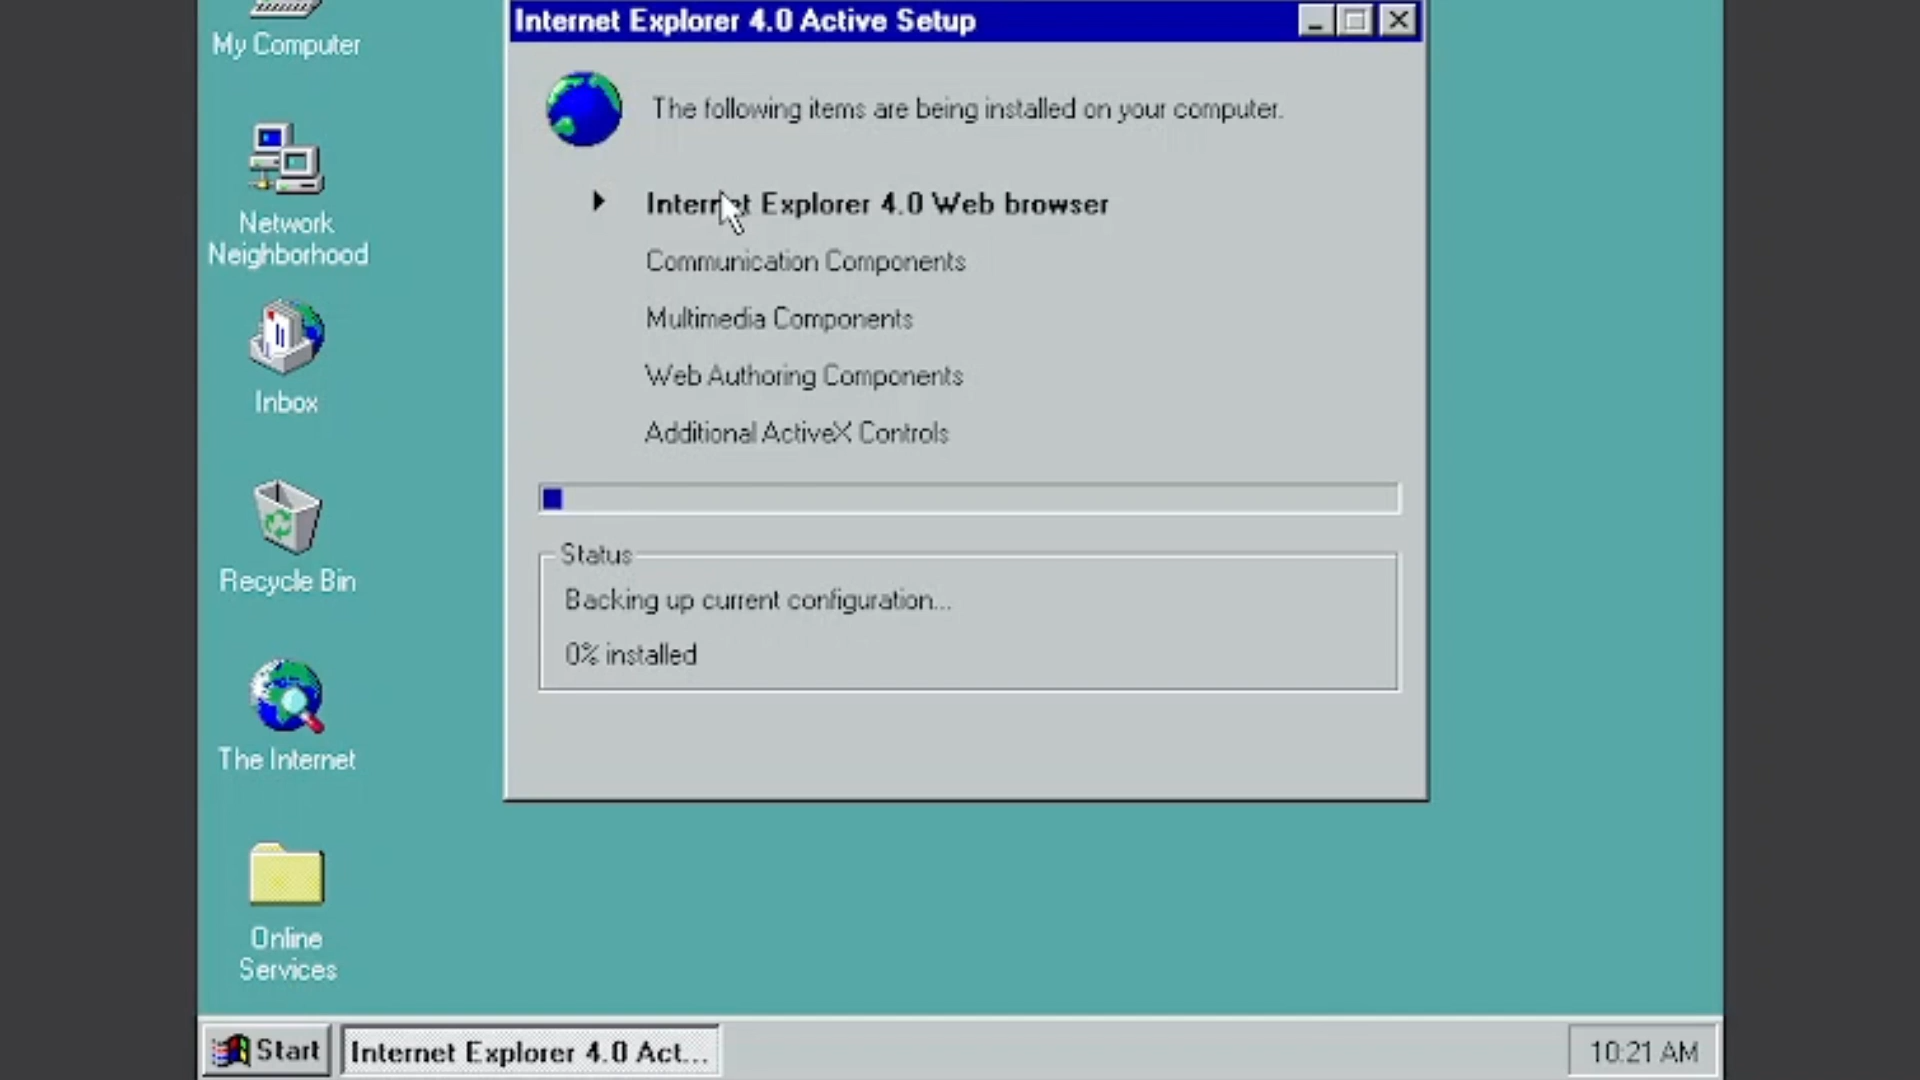 My Computer
Network
Neighborhood
Inbox
Recycle Bin
The Internet
Online
Services
Internet Explorer 4.0 Active Setup
The following items are being installed on your computer.
Internet Explorer 4.0 Web browser
Communication Components
Multimedia Components
Web Authoring Components
Additional ActiveX Controls
Status
Backing up current configuration...
0% installed
Start
Internet Explorer 4.0 Act...
10:21 AM